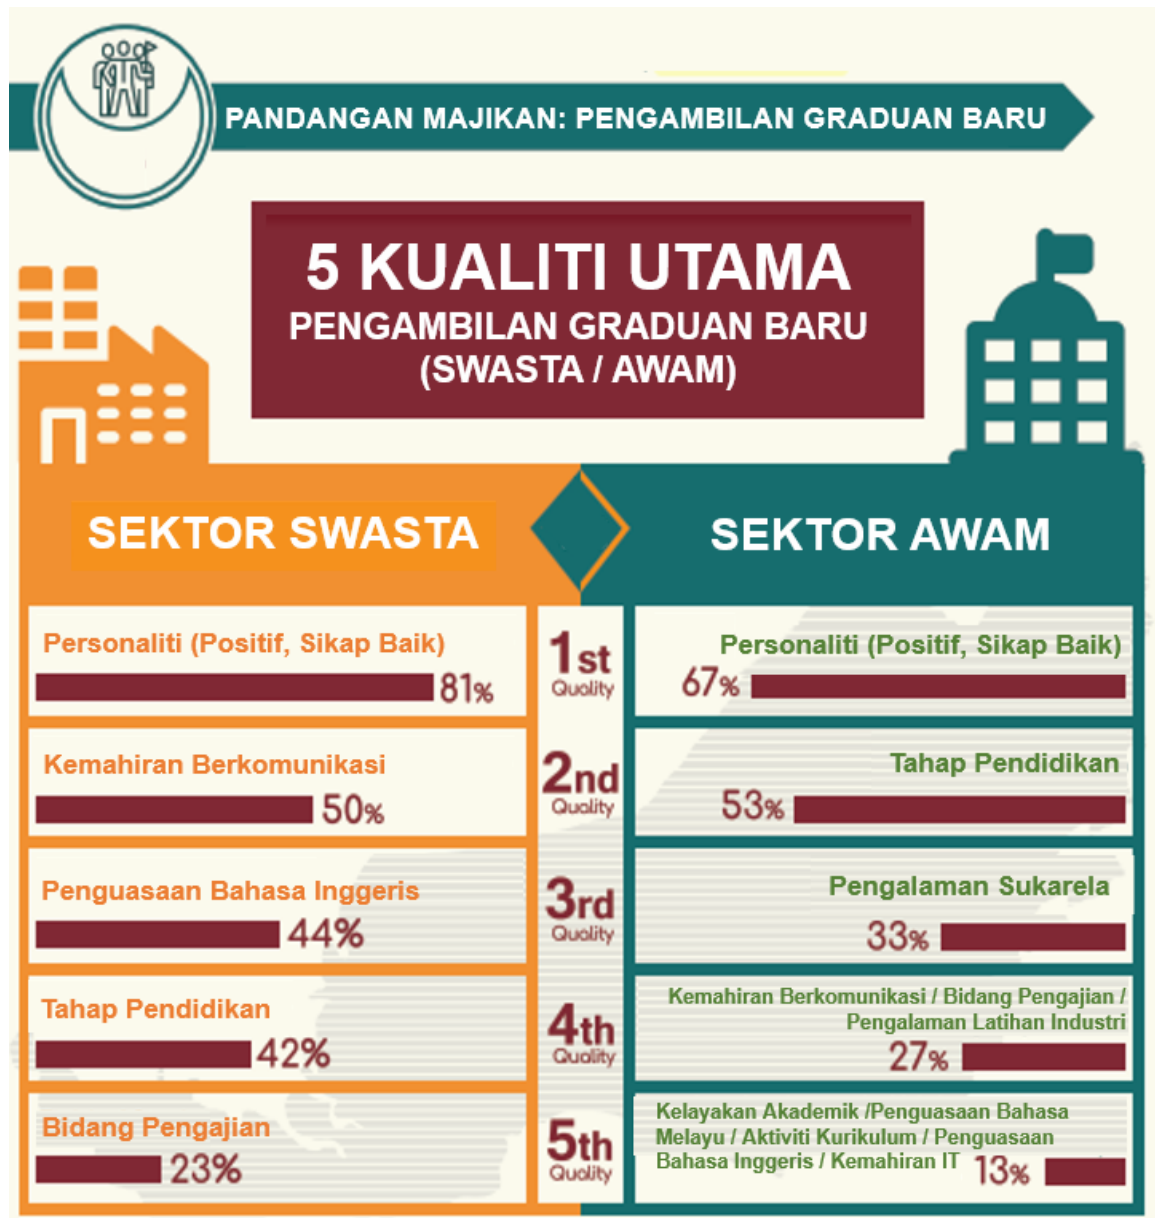 PANDANGAN MAJIKAN: PENGAMBILAN GRADUAN BARU
5 KUALITI UTAMA
PENGAMBILAN GRADUAN BARU
(SWASTA / AWAM)
SEKTOR SWASTA
SEKTOR AWAM
Personaliti (Positif, Sikap Baik)
81%
1st
Quality
Personaliti (Positif, Sikap Baik)
67%
Kemahiran Berkomunikasi
50%
2nd
Quality
Tahap Pendidikan
53%
Penguasaan Bahasa Inggeris
44%
3rd
Quality
Pengalaman Sukarela
33%
Tahap Pendidikan
42%
4th
Quality
Kemahiran Berkomunikasi / Bidang Pengajian /
Pengalaman Latihan Industri
27%
Bidang Pengajian
23%
5th
Quality
Kelayakan Akademik /Penguasaan Bahasa
Melayu / Aktiviti Kurikulum / Penguasaan
Bahasa Inggeris / Kemahiran IT
13%